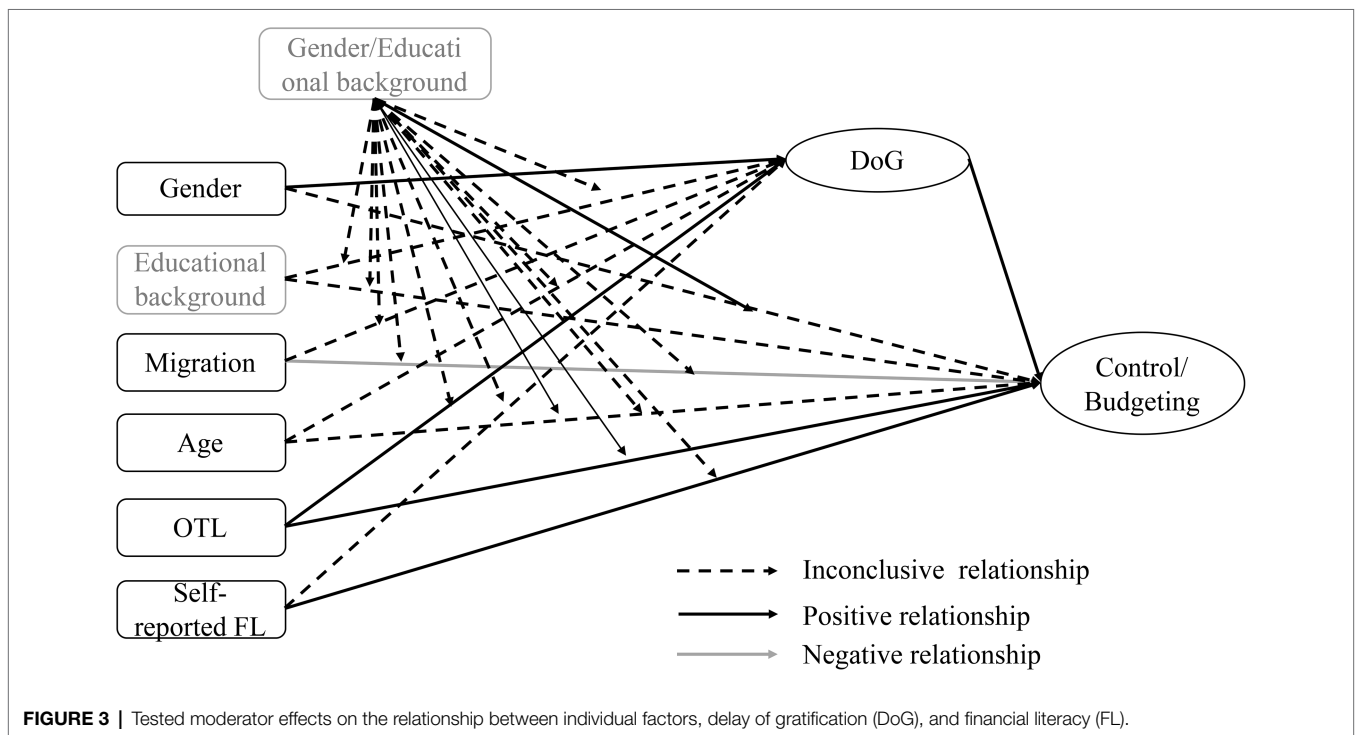 Gender/Educati
onal background
Gender
DoG
Educational
background
Migration
Control/
Budgeting
Age
OTL
Self-
reported FL
Inconclusive relationship
Positive relationship
Negative relationship
FIGURE 3 | Tested moderator effects on the relationship between individual factors, delay of gratification (DoG), and financial literacy (FL).